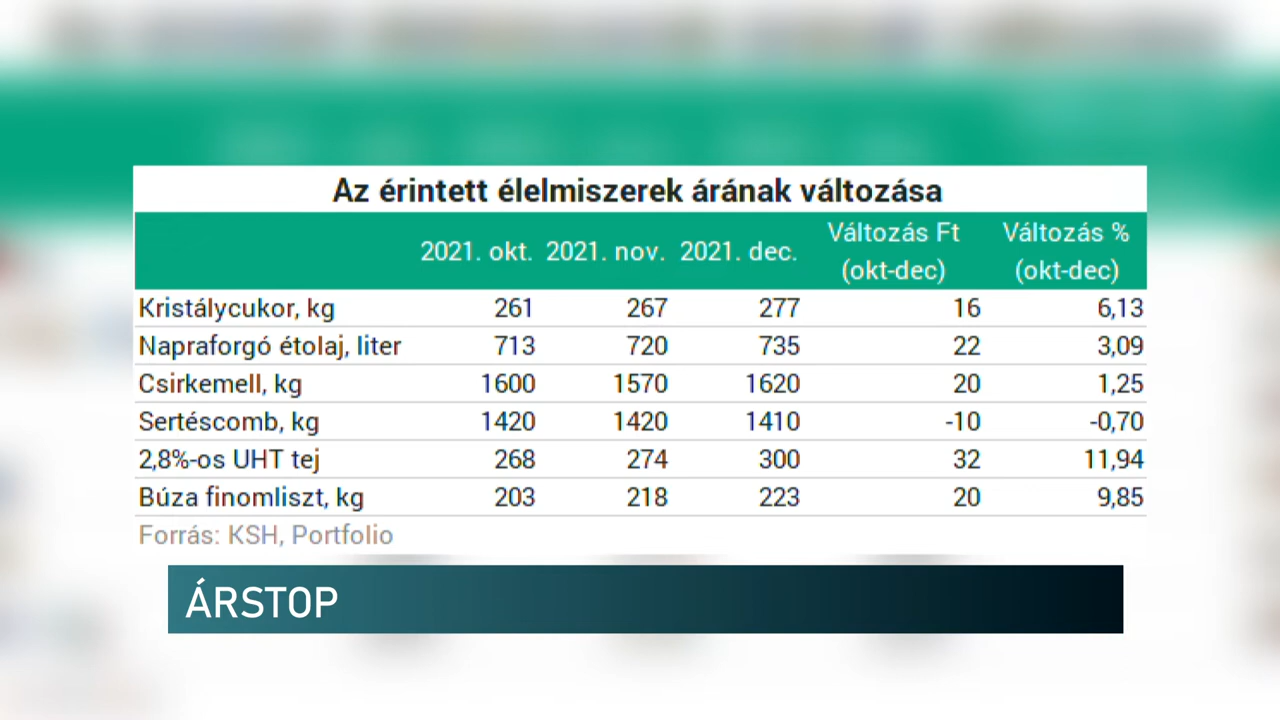 Az érintett élelmiszerek árának változása
2021. okt. 2021. nov. 2021. dec. Változás Ft (okt-dec) Változás % (okt-dec)
Kristálycukor, kg 261 267 277 16 6,13
Napraforgó étolaj, liter 713 720 735 22 3,09
Csirkemell, kg 1600 1570 1620 20 1,25
Sertéscomb, kg 1420 1420 1410 -10 -0,70
2,8%-os UHT tej 268 274 300 32 11,94
Búza finomliszt, kg 203 218 223 20 9,85
Forrás: KSH, Portfolio
ÁRSTOP